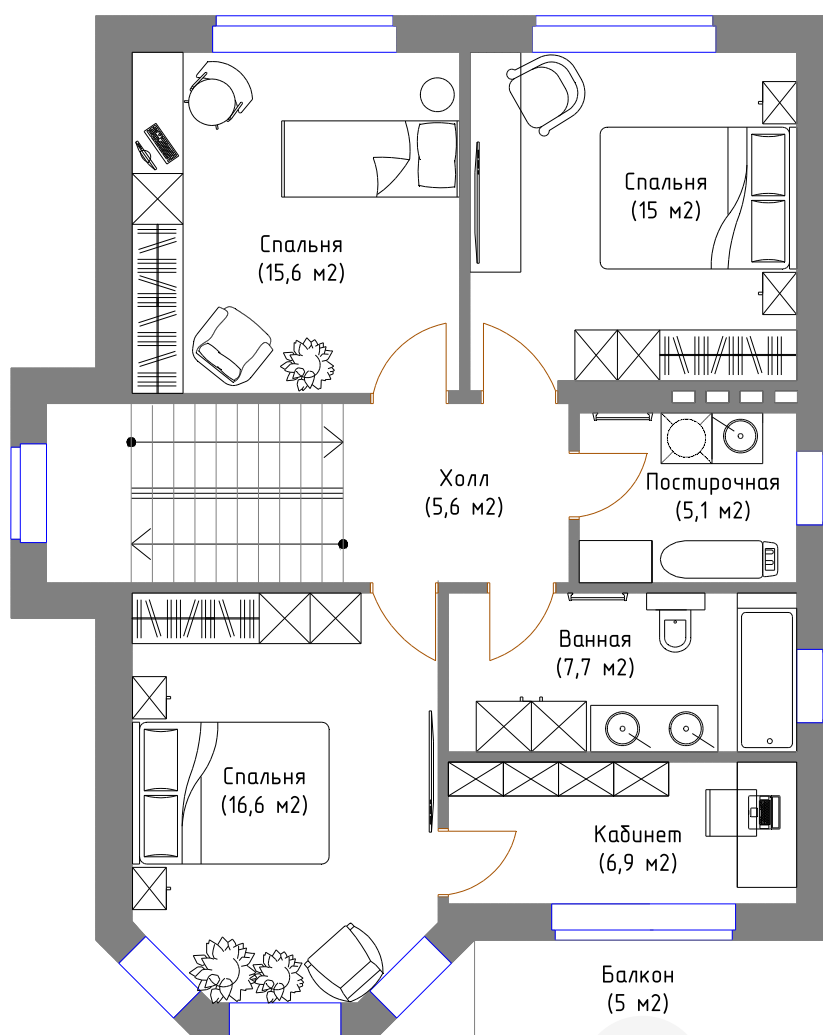 Спальня
(15 м2)
Спальня
(15,6 м2)
Холл
(5,6 м2)
Постирочная
(5,1 м2)
Ванная
(7,7 м2)
Спальня
(16,6 м2)
Кабинет
(6,9 м2)
Балкон
(5 м2)